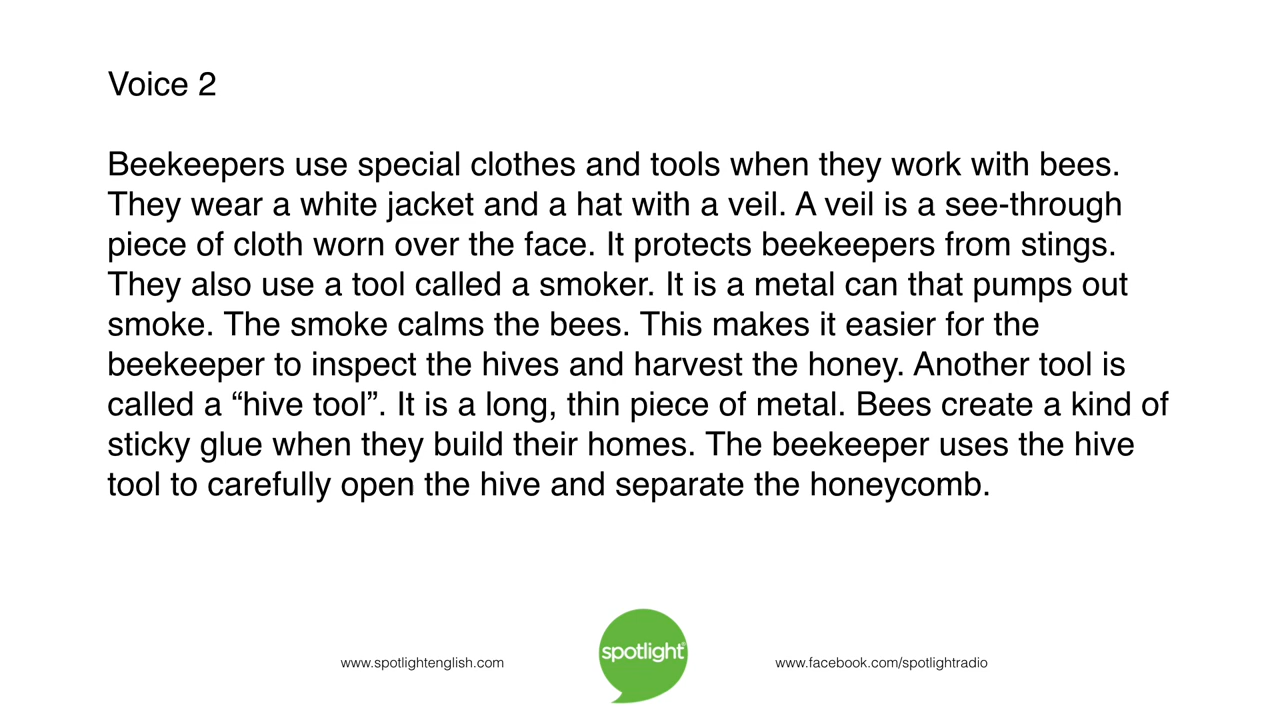 Voice 2
Beekeepers use special clothes and tools when they work with bees.
They wear a white jacket and a hat with a veil. A veil is a see-through
piece of cloth worn over the face. It protects beekeepers from stings.
They also use a tool called a smoker. It is a metal can that pumps out
smoke. The smoke calms the bees. This makes it easier for the
beekeeper to inspect the hives and harvest the honey. Another tool is
called a “hive tool”. It is a long, thin piece of metal. Bees create a kind of
sticky glue when they build their homes. The beekeeper uses the hive
tool to carefully open the hive and separate the honeycomb.
www.spotlightenglish.com
spotlight®
www.facebook.com/spotlightradio